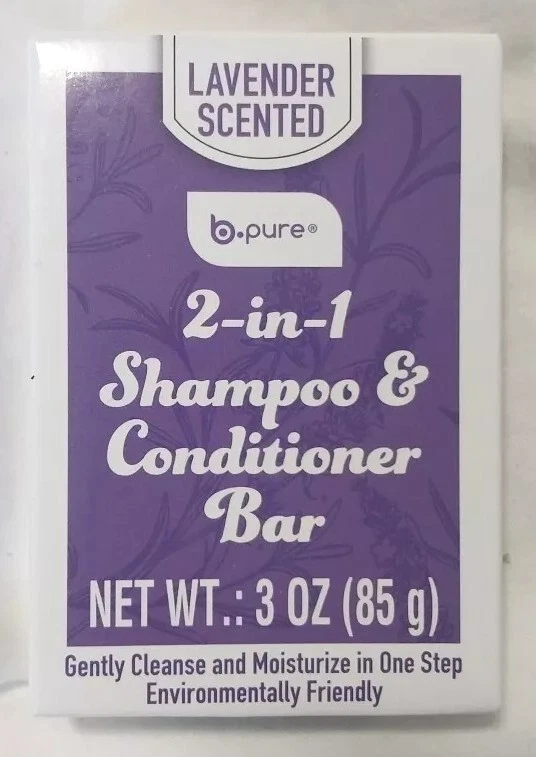 LAVENDER
SCENTED
b.pure®
2-in-1
Shampoo &
Conditioner
Bar
NET WT.: 3 OZ (85 g)
Gently Cleanse and Moisturize in One Step
Environmentally Friendly